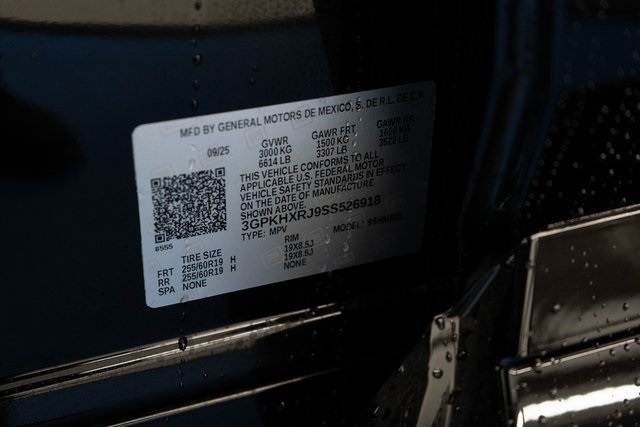 MFD BY GENERAL MOTORS DE MEXICO, S. DE R.L. DE C.V.
09/25 GVWR GAWR FRT GAWR RR
3000 KG 1500 KG 1600 KG
6614 LB 3307 LB 3528 LB
THIS VEHICLE CONFORMS TO ALL
APPLICABLE U.S. FEDERAL MOTOR
VEHICLE SAFETY STANDARDS IN EFFECT
ON THE DATE OF MANUFACTURE
SHOWN ABOVE.
3GPKHXRJ9SS526918
TYPE: MPV MODEL:
8555
TIRE SIZE RIM
FRT 255/60R19 H 19X8.5J
RR 255/60R19 H 19X8.5J
SPA NONE NONE